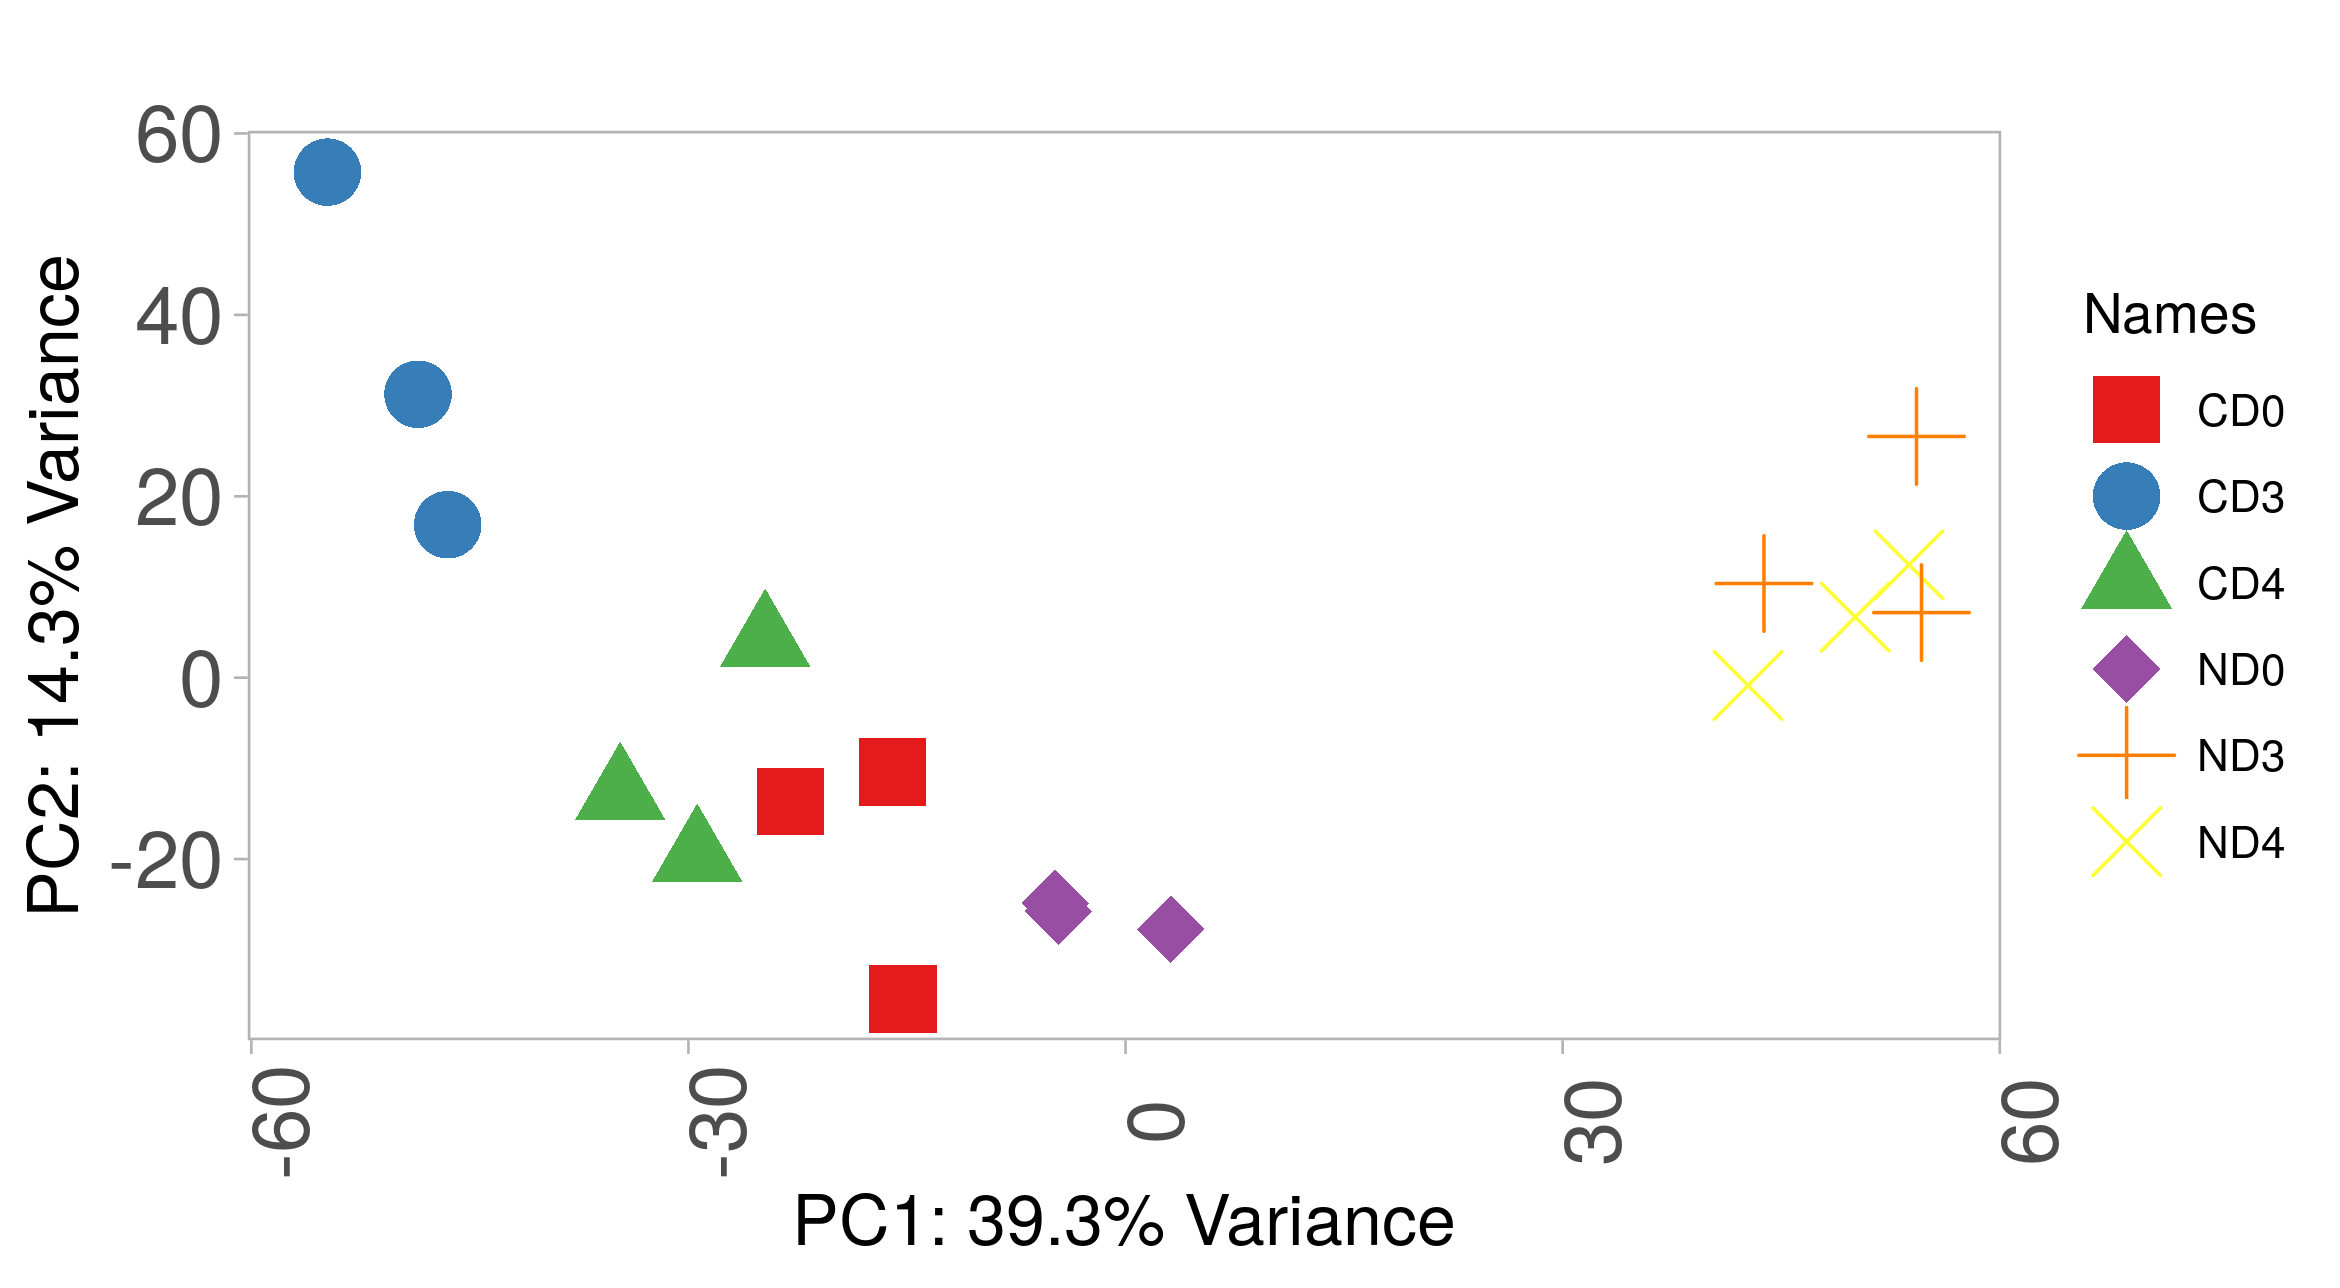 60
40
20
0
-20
PC2: 14.3% Variance
-60
-30
0
30
60
PC1: 39.3% Variance
Names
CD0
CD3
CD4
ND0
ND3
ND4